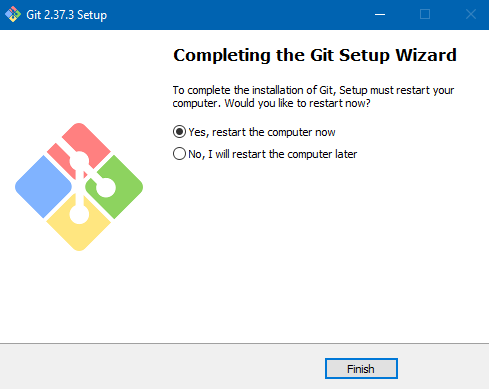 Git 2.37.3 Setup
Completing the Git Setup Wizard
To complete the installation of Git, Setup must restart your
computer. Would you like to restart now?
Yes, restart the computer now
No, I will restart the computer later
Finish